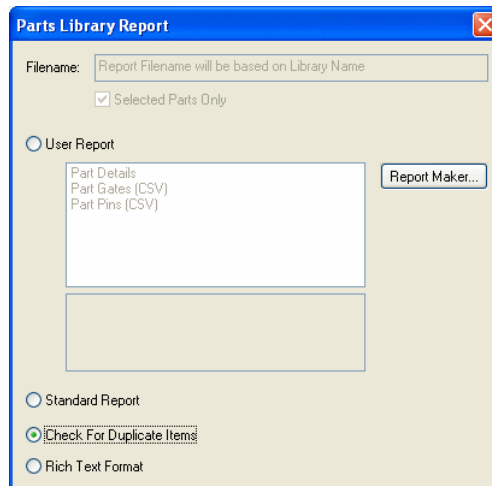 Parts Library Report
Filename: Report Filename will be based on Library Name
Selected Parts Only
User Report
Part Details
Part Gates (CSV)
Part Pins (CSV)
Report Maker...
Standard Report
Check For Duplicate Items
Rich Text Format